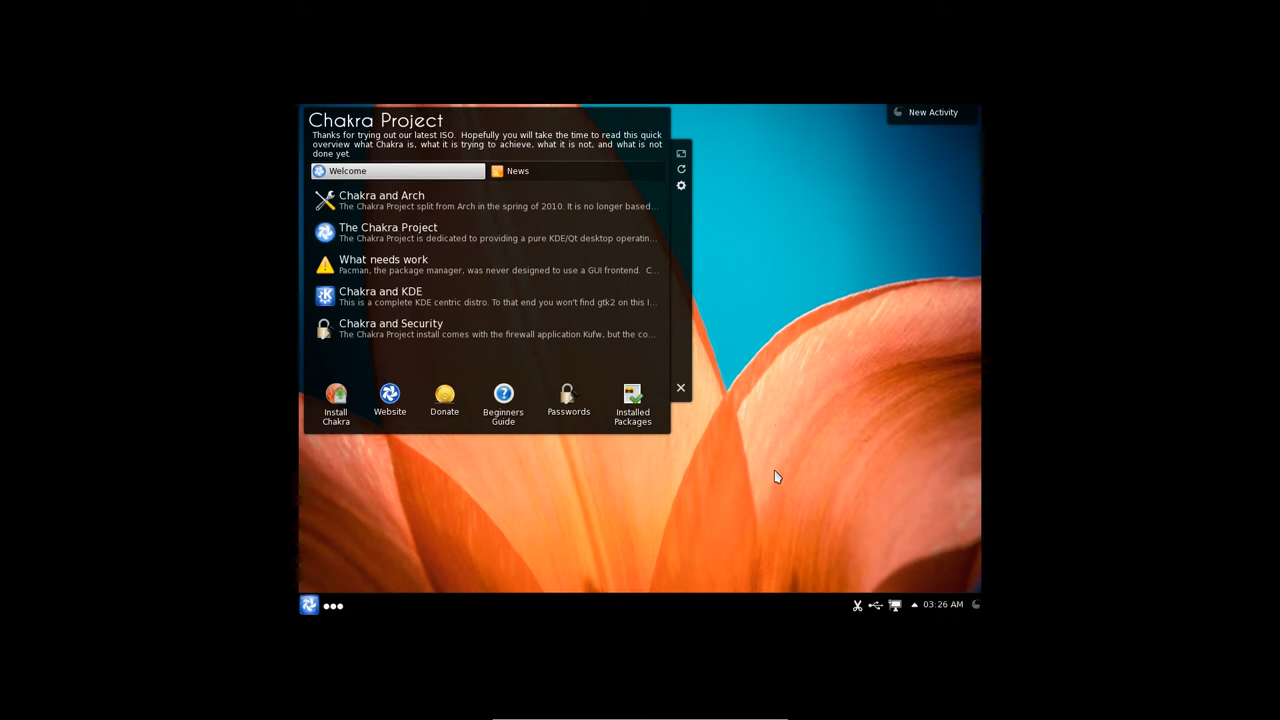 Chakra Project
Thanks for trying out our latest ISO. Hopefully you will take the time to read this quick
overview what Chakra is, what it is trying to achieve, what it is not, and what is not
done yet.
Welcome
News
Chakra and Arch
The Chakra Project split from Arch in the spring of 2010. It is no longer based...
The Chakra Project
The Chakra Project is dedicated to providing a pure KDE/Qt desktop operatin...
What needs work
Pacman, the package manager, was never designed to use a GUI frontend. C...
Chakra and KDE
This is a complete KDE centric distro. To that end you won't find gtk2 on this I...
Chakra and Security
The Chakra Project install comes with the firewall application Kufw, but the co...
Install
Chakra
Website
Donate
Beginners
Guide
Passwords
Installed
Packages
New Activity
03:26 AM